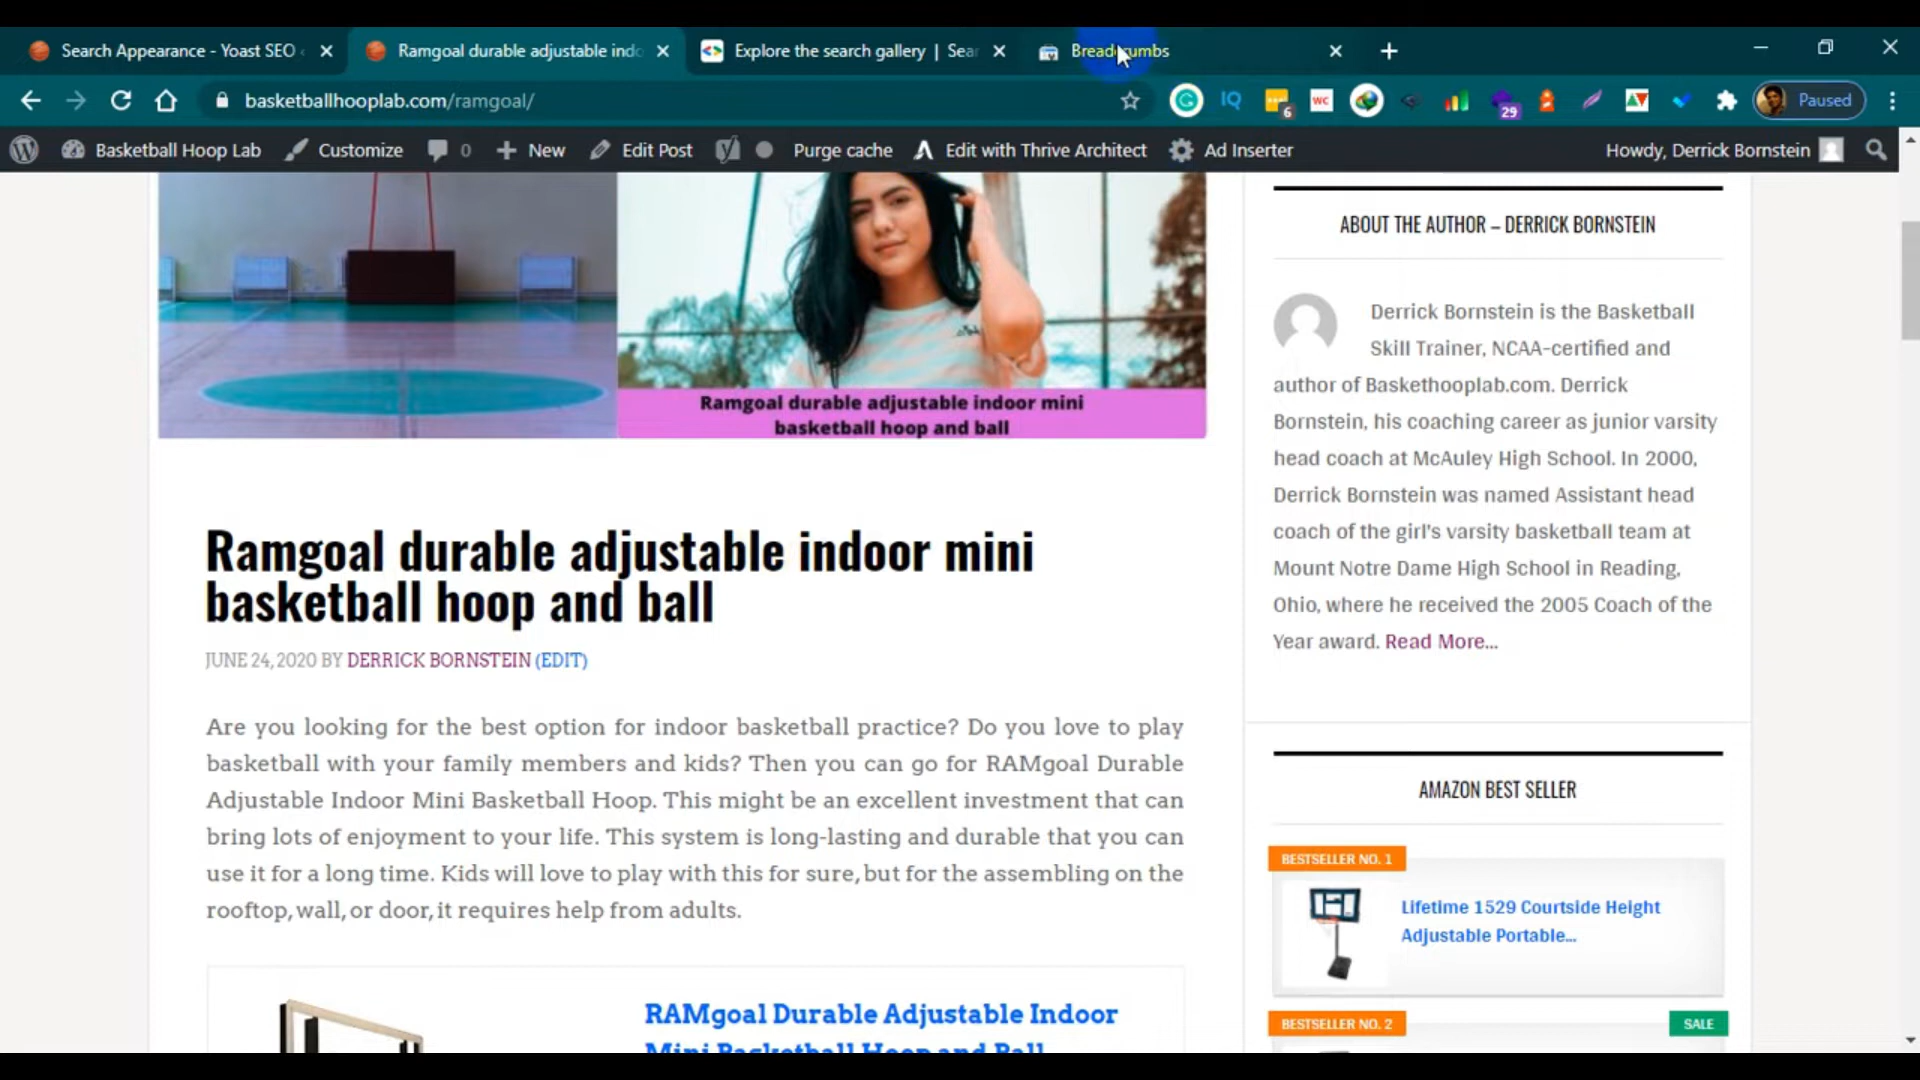 Search Appearance - Yoast SEO
Ramgoal durable adjustable indo
Explore the search gallery | Sea
Breadcrumbs
basketballhooplab.com/ramgoal/
IQ
6
WC
29
Paused
Basketball Hoop Lab
Customize
0
New
Edit Post
Purge cache
Edit with Thrive Architect
Ad Inserter
Howdy, Derrick Bornstein
Ramgoal durable adjustable indoor mini
basketball hoop and ball
Ramgoal durable adjustable indoor mini
basketball hoop and ball
JUNE 24, 2020 BY DERRICK BORNSTEIN (EDIT)
Are you looking for the best option for indoor basketball practice? Do you love to play
basketball with your family members and kids? Then you can go for RAMgoal Durable
Adjustable Indoor Mini Basketball Hoop. This might be an excellent investment that can
bring lots of enjoyment to your life. This system is long-lasting and durable that you can
use it for a long time. Kids will love to play with this for sure, but for the assembling on the
rooftop, wall, or door, it requires help from adults.
RAMgoal Durable Adjustable Indoor
Mini Basketball Hoop and Ball
ABOUT THE AUTHOR – DERRICK BORNSTEIN
Derrick Bornstein is the Basketball
Skill Trainer, NCAA-certified and
author of Baskethooplab.com. Derrick
Bornstein, his coaching career as junior varsity
head coach at McAuley High School. In 2000,
Derrick Bornstein was named Assistant head
coach of the girl's varsity basketball team at
Mount Notre Dame High School in Reading,
Ohio, where he received the 2005 Coach of the
Year award. Read More...
AMAZON BEST SELLER
BESTSELLER NO. 1
Lifetime 1529 Courtside Height
Adjustable Portable...
BESTSELLER NO. 2
SALE